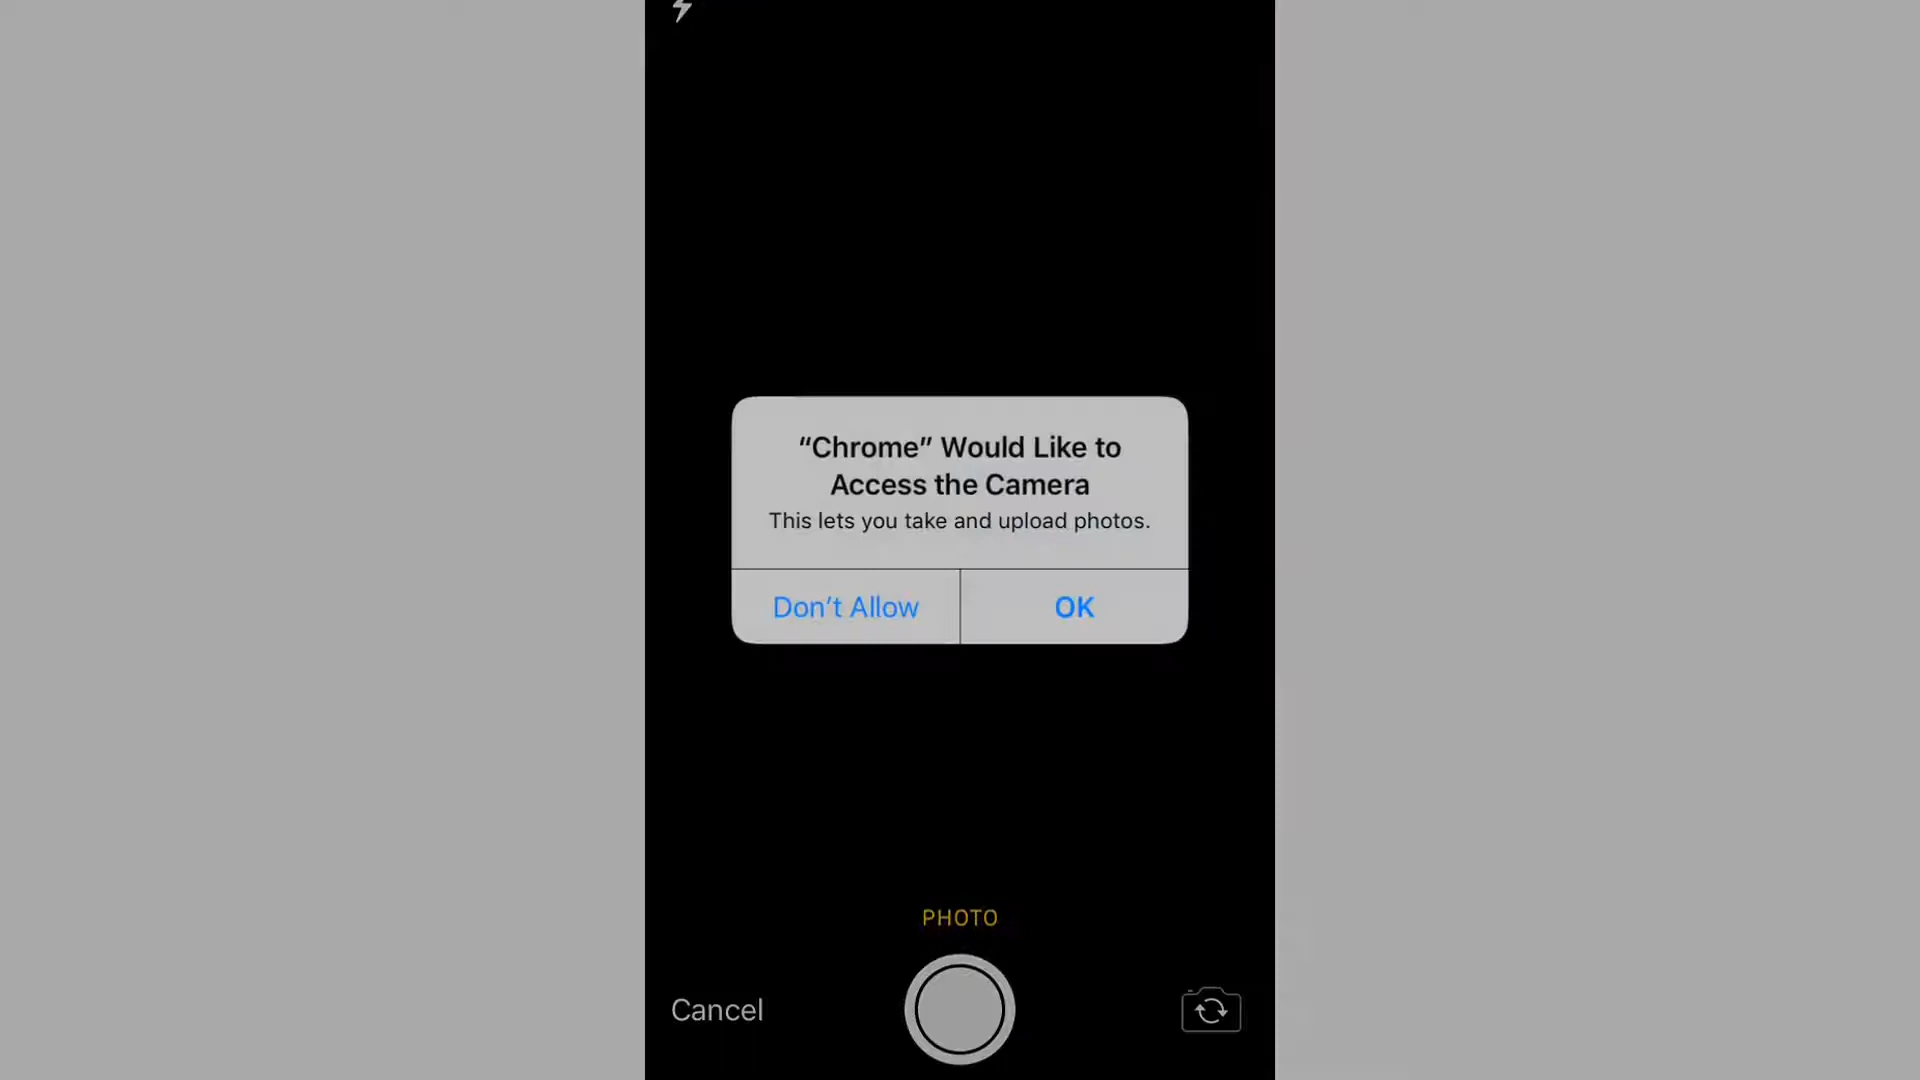 “Chrome” Would Like to
Access the Camera
This lets you take and upload photos.
Don’t Allow
OK
PHOTO
Cancel